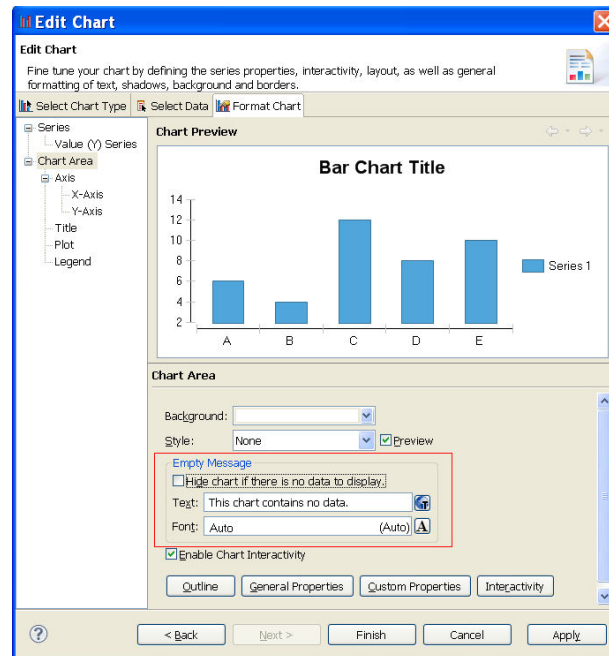 Edit Chart
Edit Chart
Fine tune your chart by defining the series properties, interactivity, layout, as well as general
formatting of text, shadows, background and borders.
Select Chart Type
Select Data
Format Chart
Series
Value (Y) Series
Chart Area
Axis
X-Axis
Y-Axis
Title
Plot
Legend
Chart Preview
Bar Chart Title
14
12
10
8
6
4
2
A B C D E
Series 1
Chart Area
Background:
Style: None Preview
Empty Message
Hide chart if there is no data to display.
Text: This chart contains no data.
Font: Auto (Auto) A
Enable Chart Interactivity
Outline General Properties Custom Properties Interactivity
? < Back Next > Finish Cancel Apply